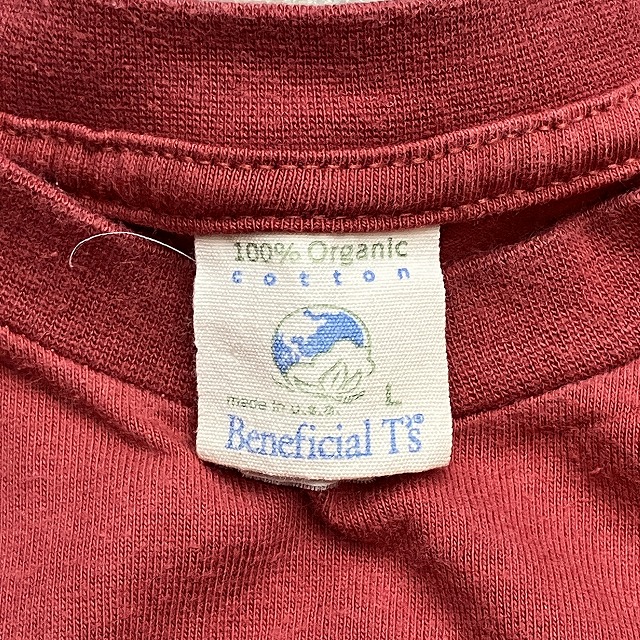 100% Organic
cotton
made in u.s.a. L
Beneficial T's®